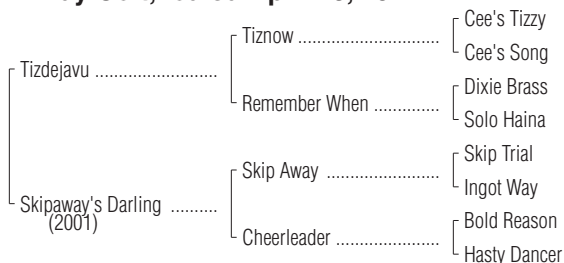 Cee's Tizzy
Tiznow
Cee's Song
Tizdejavu
Dixie Brass
Remember When
Solo Haina
Skip Trial
Skip Away
Ingot Way
Skipaway's Darling
(2001)
Bold Reason
Cheerleader
Hasty Dancer